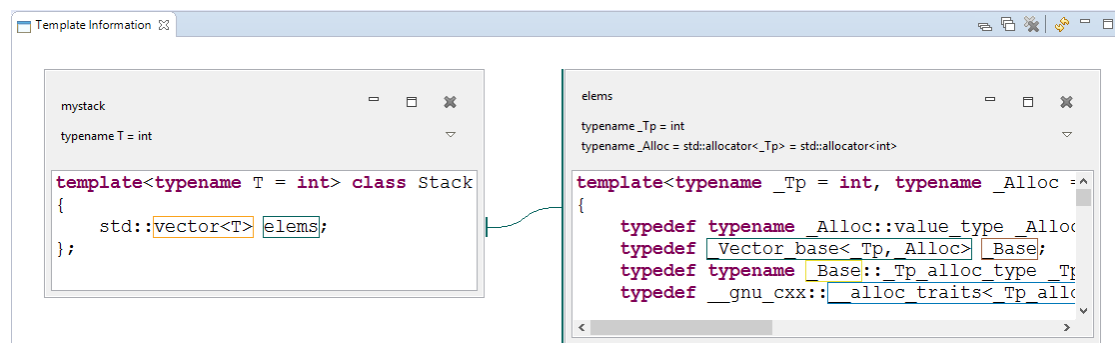 Template Information
mystack
typename T = int
template<typename T = int> class Stack
{
std::vector<T> elems;
};
elems
typename _Tp = int
typename _Alloc = std::allocator<_Tp> = std::allocator<int>
template<typename _Tp = int, typename _Alloc =
{
typedef typename _Alloc::value_type _Alloc
typedef _Vector_base<_Tp,_Alloc> _Base;
typedef typename _Base::_Tp_alloc_type _Tp
typedef __gnu_cxx::__alloc_traits<_Tp_allo